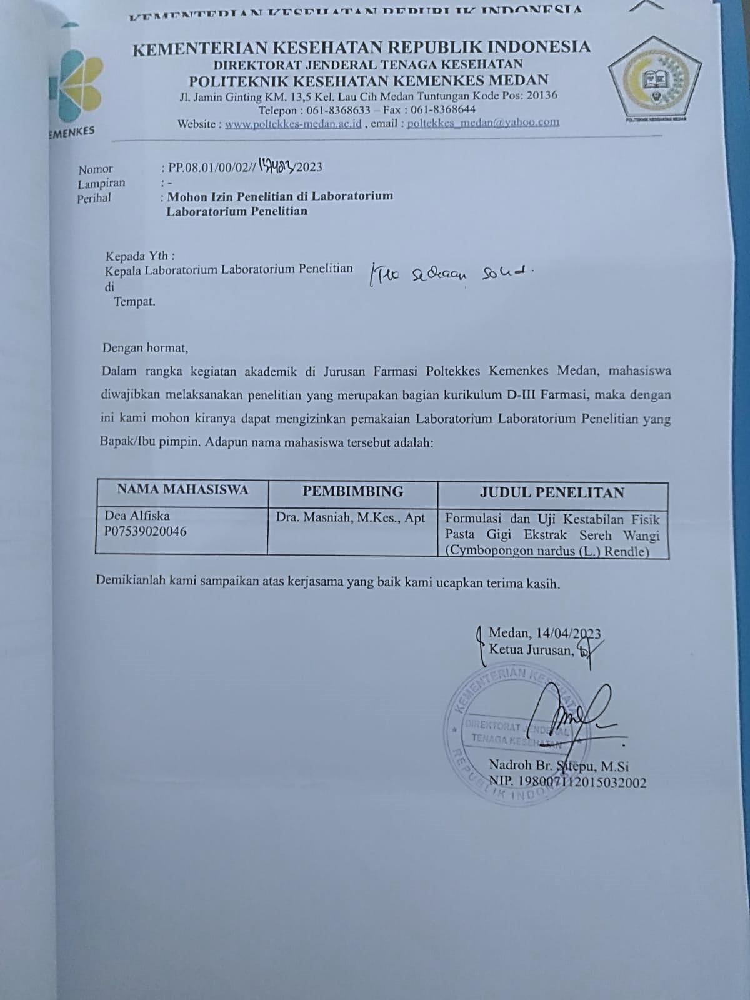 KEMENTERIAN KESEHATAN REPUBLIK INDONESIA
KEMENTERIAN KESEHATAN REPUBLIK INDONESIA
DIREKTORAT JENDERAL TENAGA KESEHATAN
POLITEKNIK KESEHATAN KEMENKES MEDAN
Jl. Jamin Ginting KM. 13,5 Kel. Lau Cih Medan Tuntungan Kode Pos: 20136
Telepon : 061-8368633 – Fax : 061-8368644
Website : www.poltekkes-medan.ac.id , email : poltekkes_medan@yahoo.com
EMENKES
POLITEKNIK KESEHATAN MEDAN
Nomor : PP.08.01/00/02// /2023
Lampiran : -
Perihal : Mohon Izin Penelitian di Laboratorium
Laboratorium Penelitian
Kepada Yth :
Kepala Laboratorium Laboratorium Penelitian sediaan solid.
di
Tempat.
Dengan hormat,
Dalam rangka kegiatan akademik di Jurusan Farmasi Poltekkes Kemenkes Medan, mahasiswa
diwajibkan melaksanakan penelitian yang merupakan bagian kurikulum D-III Farmasi, maka dengan
ini kami mohon kiranya dapat mengizinkan pemakaian Laboratorium Laboratorium Penelitian yang
Bapak/Ibu pimpin. Adapun nama mahasiswa tersebut adalah:
NAMA MAHASISWA PEMBIMBING JUDUL PENELITAN
Dea Alfiska Dra. Masniah, M.Kes., Apt Formulasi dan Uji Kestabilan Fisik
P07539020046 Pasta Gigi Ekstrak Sereh Wangi
(Cymbopongon nardus (L.) Rendle)
Demikianlah kami sampaikan atas kerjasama yang baik kami ucapkan terima kasih.
Medan, 14/04/2023
Ketua Jurusan,
KEMENTERIAN KESEHATAN
DIREKTORAT JENDERAL
TENAGA KESEHATAN
REPUBLIK INDONESIA
Nadroh Br. Sitepu, M.Si
NIP. 198007112015032002